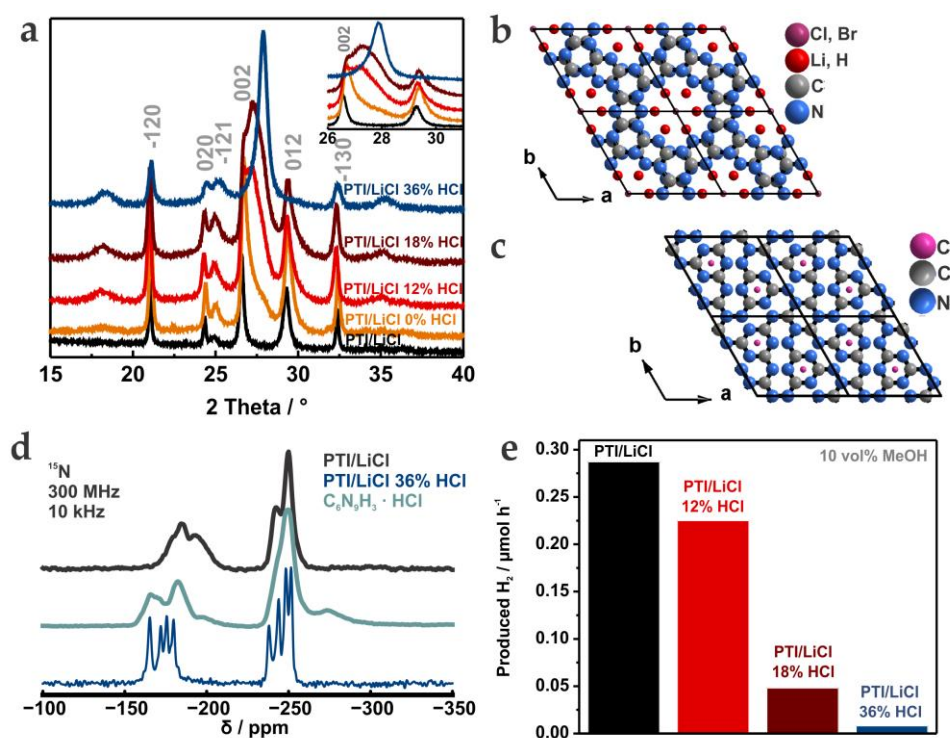 a
-120
020
-121
002
012
-130
002
26 28 30
PTI/LiCl 36% HCl
PTI/LiCl 18% HCl
PTI/LiCl 12% HCl
PTI/LiCl 0% HCl
PTI/LiCl
15 20 25 30 35 40
2 Theta / °
b
Cl, Br
Li, H
C
N
b
a
c
C
C
N
b
a
d
¹⁵N
300 MHz
10 kHz
PTI/LiCl
PTI/LiCl 36% HCl
C₆N₉H₃ · HCl
−100 −150 −200 −250 −300 −350
δ / ppm
e
10 vol% MeOH
PTI/LiCl
PTI/LiCl
12% HCl
PTI/LiCl
18% HCl
PTI/LiCl
36% HCl
0.30
0.25
0.20
0.15
0.10
0.05
0.00
Produced H₂ / µmol h⁻¹